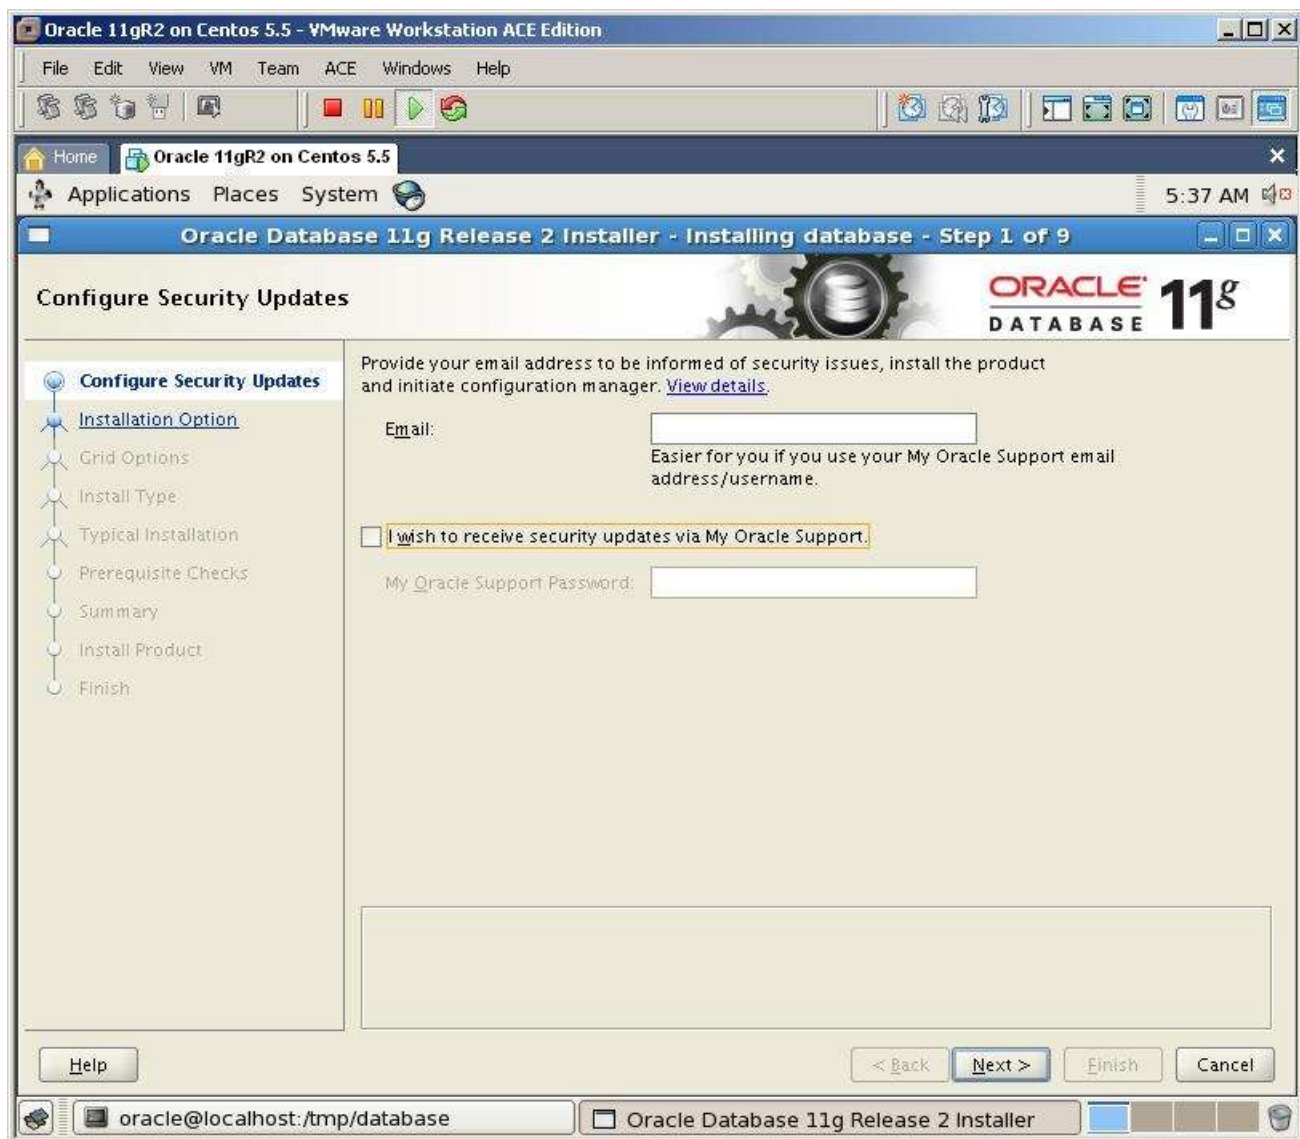 Oracle 11gR2 on Centos 5.5 - VMware Workstation ACE Edition
File Edit View VM Team ACE Windows Help
Home Oracle 11gR2 on Centos 5.5
Applications Places System 5:37 AM
Oracle Database 11g Release 2 Installer - Installing database - Step 1 of 9
Configure Security Updates
ORACLE DATABASE 11g
Configure Security Updates
Installation Option
Grid Options
Install Type
Typical Installation
Prerequisite Checks
Summary
Install Product
Finish
Provide your email address to be informed of security issues, install the product
and initiate configuration manager. View details.
Email:
Easier for you if you use your My Oracle Support email
address/username.
I wish to receive security updates via My Oracle Support.
My Oracle Support Password:
Help < Back Next > Finish Cancel
oracle@localhost:/tmp/database Oracle Database 11g Release 2 Installer